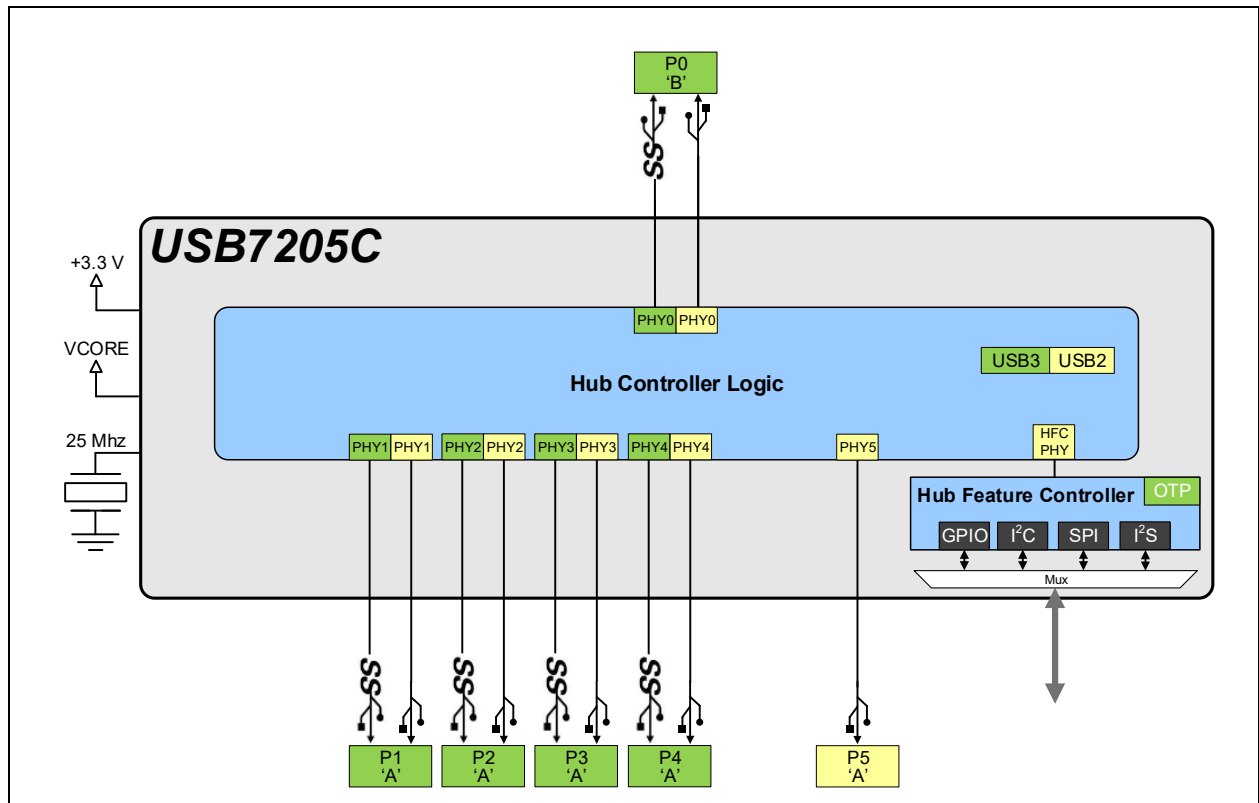 P0
'B'
SS
USB7205C
+3.3 V
VCORE
25 Mhz
PHY0 PHY0
USB3 USB2
Hub Controller Logic
PHY1 PHY1 PHY2 PHY2 PHY3 PHY3 PHY4 PHY4 PHY5
HFC
PHY
Hub Feature Controller OTP
GPIO I²C SPI I²S
Mux
SS SS SS SS
P1 P2 P3 P4 P5
'A' 'A' 'A' 'A' 'A'